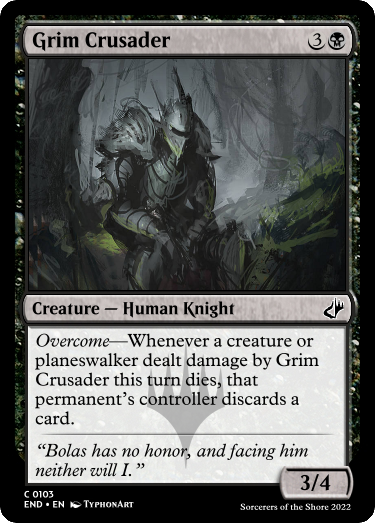 Grim Crusader 3
Creature — Human Knight
Overcome—Whenever a creature or
planeswalker dealt damage by Grim
Crusader this turn dies, that
permanent's controller discards a
card.
“Bolas has no honor, and facing him
neither will I.”
3/4
C 0103
END • EN TyphonArt
Sorcerers of the Shore 2022